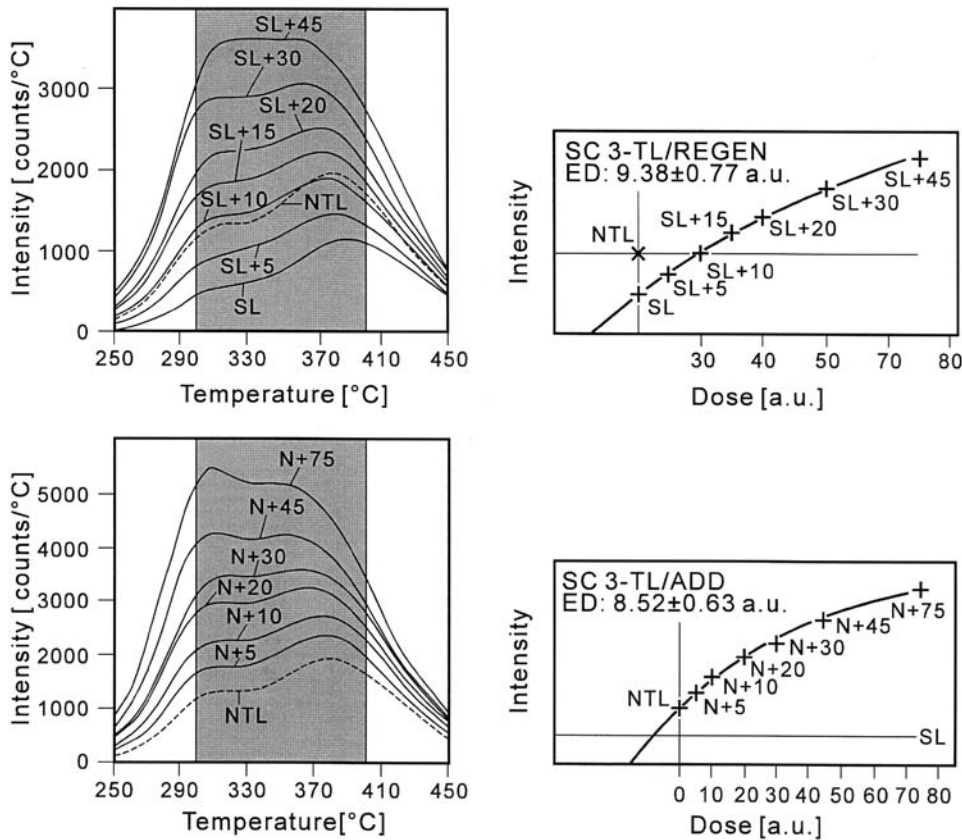 Intensity [counts/°C]
3000
2000
1000
0
SL+45
SL+30
SL+20
SL+15
SL+10
NTL
SL+5
SL
250 290 330 370 410 450
Temperature [°C]
Intensity
SC 3-TL/REGEN
ED: 9.38±0.77 a.u.
SL+45
SL+30
SL+15
SL+20
NTL
SL+10
SL+5
SL
30 40 50 60 70 80
Dose [a.u.]
Intensity [counts/°C]
5000
4000
3000
2000
1000
0
N+75
N+45
N+30
N+20
N+10
N+5
NTL
250 290 330 370 410 450
Temperature[°C]
Intensity
SC 3-TL/ADD
ED: 8.52±0.63 a.u.
N+75
N+45
N+30
N+20
N+10
NTL
N+5
SL
0 10 20 30 40 50 60 70 80
Dose [a.u.]